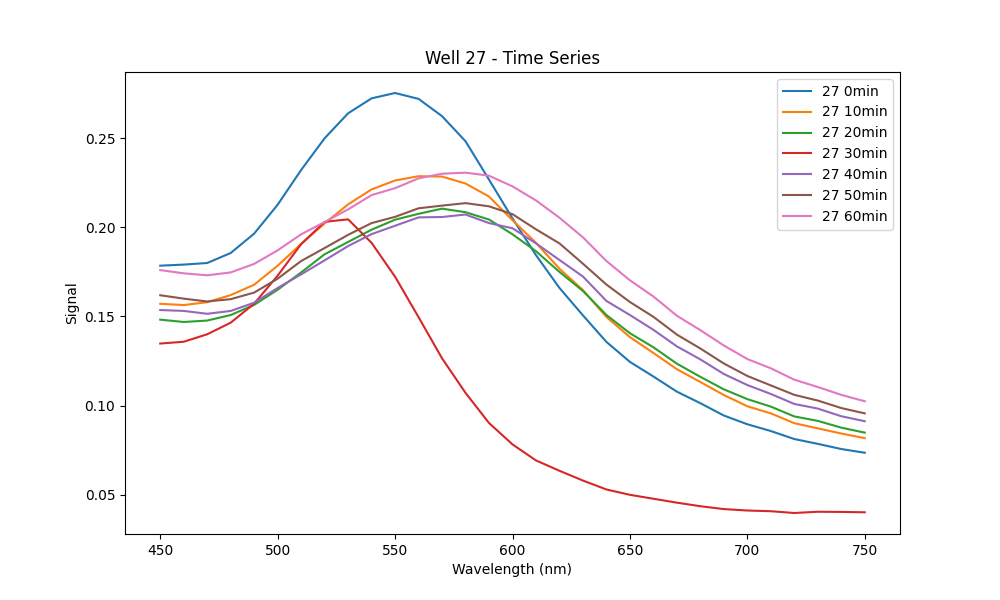 Well 27 - Time Series
27 0min
27 10min
27 20min
27 30min
27 40min
27 50min
27 60min
Signal
0.25
0.20
0.15
0.10
0.05
450 500 550 600 650 700 750
Wavelength (nm)